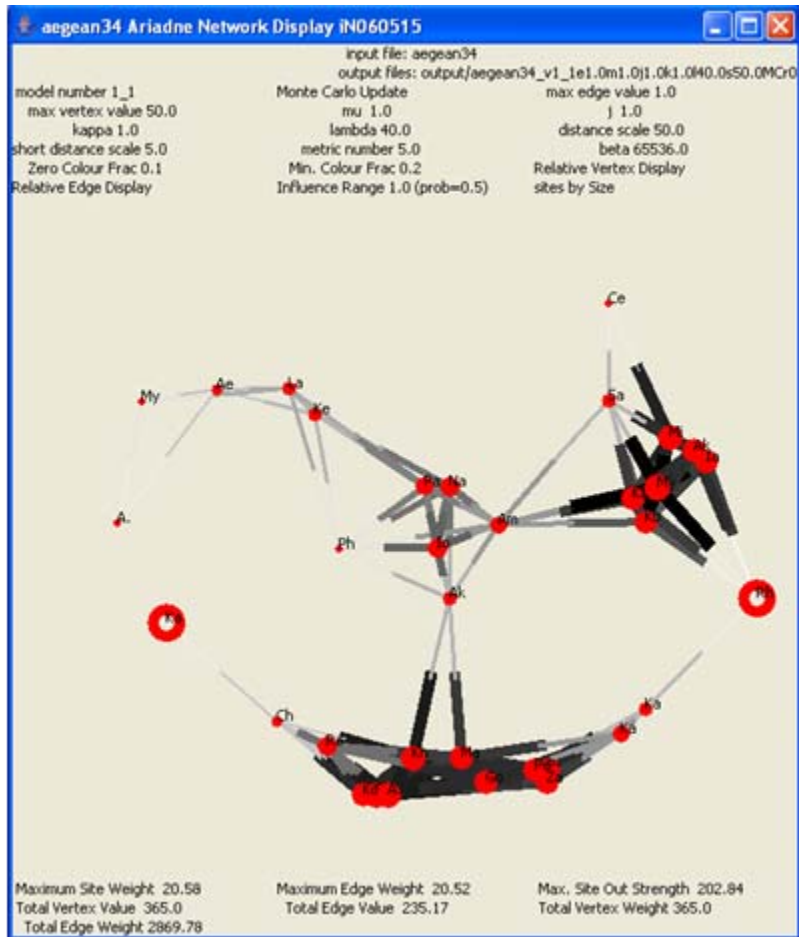 aegean34 Ariadne Network Display iN060515
input file: aegean34
output files: output/aegean34_v1_1e1.0m1.0j1.0k1.0l40.0s50.0MCr0
model number 1_1 Monte Carlo Update max edge value 1.0
max vertex value 50.0 mu 1.0 j 1.0
kappa 1.0 lambda 40.0 distance scale 50.0
short distance scale 5.0 metric number 5.0 beta 65536.0
Zero Colour Frac 0.1 Min. Colour Frac 0.2 Relative Vertex Display
Relative Edge Display Influence Range 1.0 (prob=0.5) sites by Size
Ce
My Ae La Sa
Ke
Mi
Pa Na
A. Ph Am
Ak Rh
Ka
Ch Ka
Ka
Za
Maximum Site Weight 20.58 Maximum Edge Weight 20.52 Max. Site Out Strength 202.84
Total Vertex Value 365.0 Total Edge Value 235.17 Total Vertex Weight 365.0
Total Edge Weight 2869.78